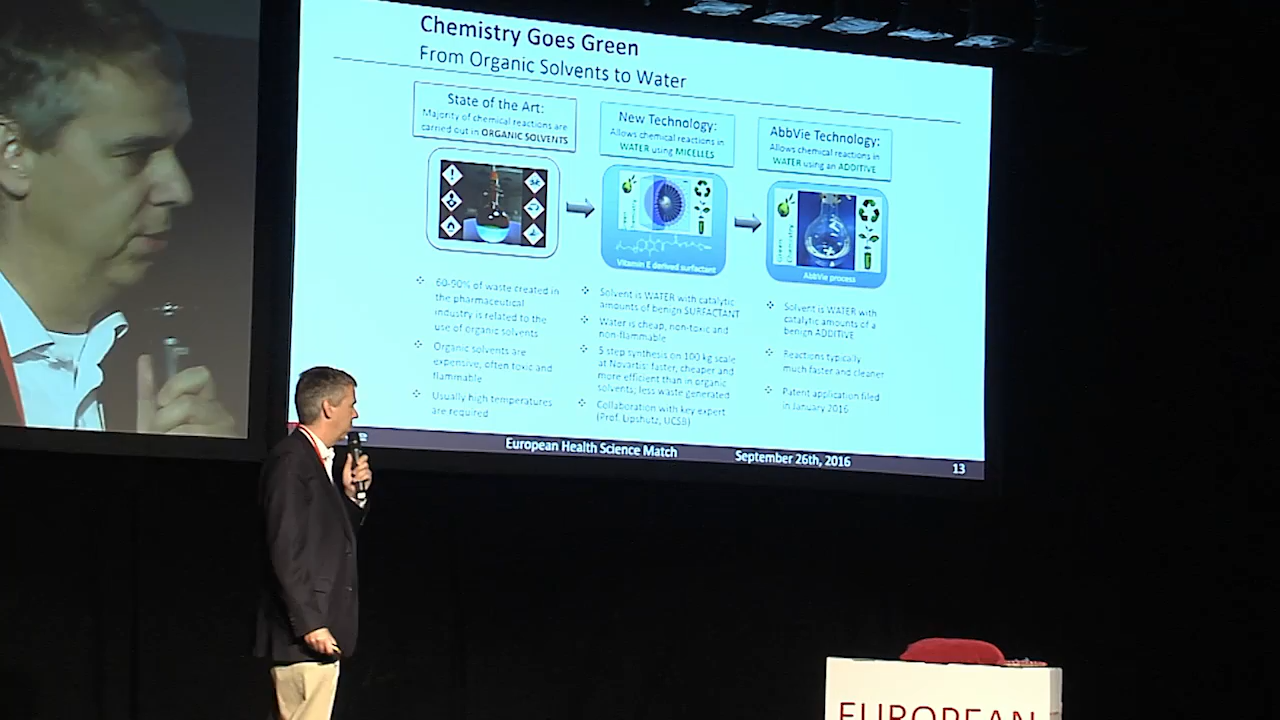 Chemistry Goes Green
From Organic Solvents to Water
State of the Art:
Majority of chemical reactions are
carried out in ORGANIC SOLVENTS
New Technology:
Allows chemical reactions in
WATER using MICELLES
AbbVie Technology:
Allows chemical reactions in
WATER using an ADDITIVE
Green
Chemistry
Vitamin E derived surfactant
Green
Chemistry
AbbVie process
60-90% of waste created in
the pharmaceutical
industry is related to the
use of organic solvents
Organic solvents are
expensive, often toxic and
flammable
Usually high temperatures
are required
Solvent is WATER with catalytic
amounts of benign SURFACTANT
Water is cheap, non-toxic and
non-flammable
5 step synthesis on 100 kg scale
at Novartis: faster, cheaper and
more efficient than in organic
solvents; less waste generated
Collaboration with key expert
(Prof. Lipshutz, UCSB)
Solvent is WATER with
catalytic amounts of a
benign ADDITIVE
Reactions typically
much faster and cleaner
Patent application filed
in January 2016
European Health Science Match
September 26th, 2016
13
EUROPEAN